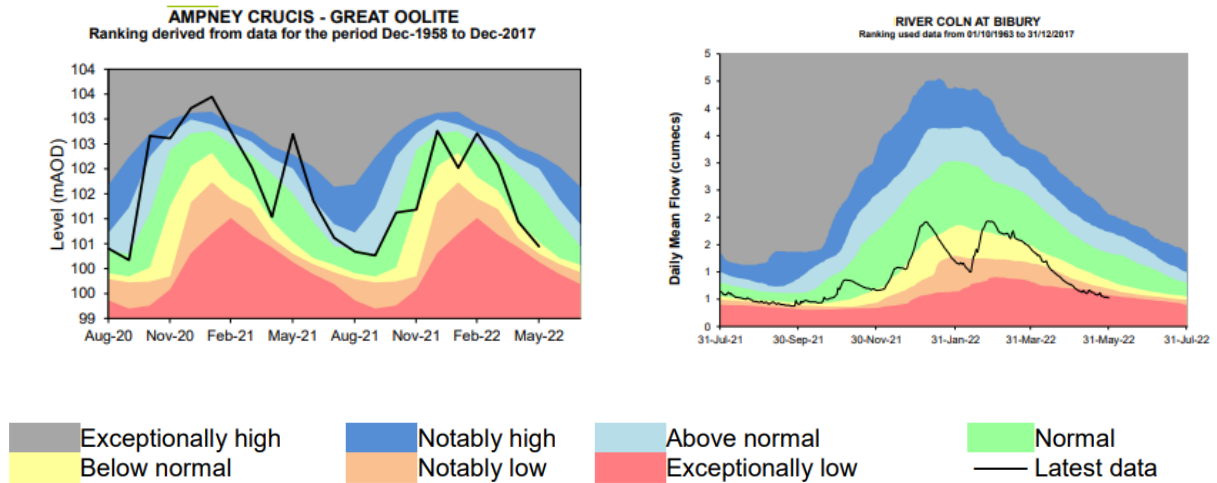 AMPNEY CRUCIS - GREAT OOLITE
Ranking derived from data for the period Dec-1958 to Dec-2017
Level (mAOD)
104
104
103
103
102
102
101
101
100
100
99
Aug-20 Nov-20 Feb-21 May-21 Aug-21 Nov-21 Feb-22 May-22
RIVER COLN AT BIBURY
Ranking used data from 01/10/1963 to 31/12/2017
Daily Mean Flow (cumecs)
5
5
4
4
3
3
2
2
1
1
0
31-Jul-21 30-Sep-21 30-Nov-21 31-Jan-22 31-Mar-22 31-May-22 31-Jul-22
Exceptionally high Notably high Above normal Normal
Below normal Notably low Exceptionally low Latest data